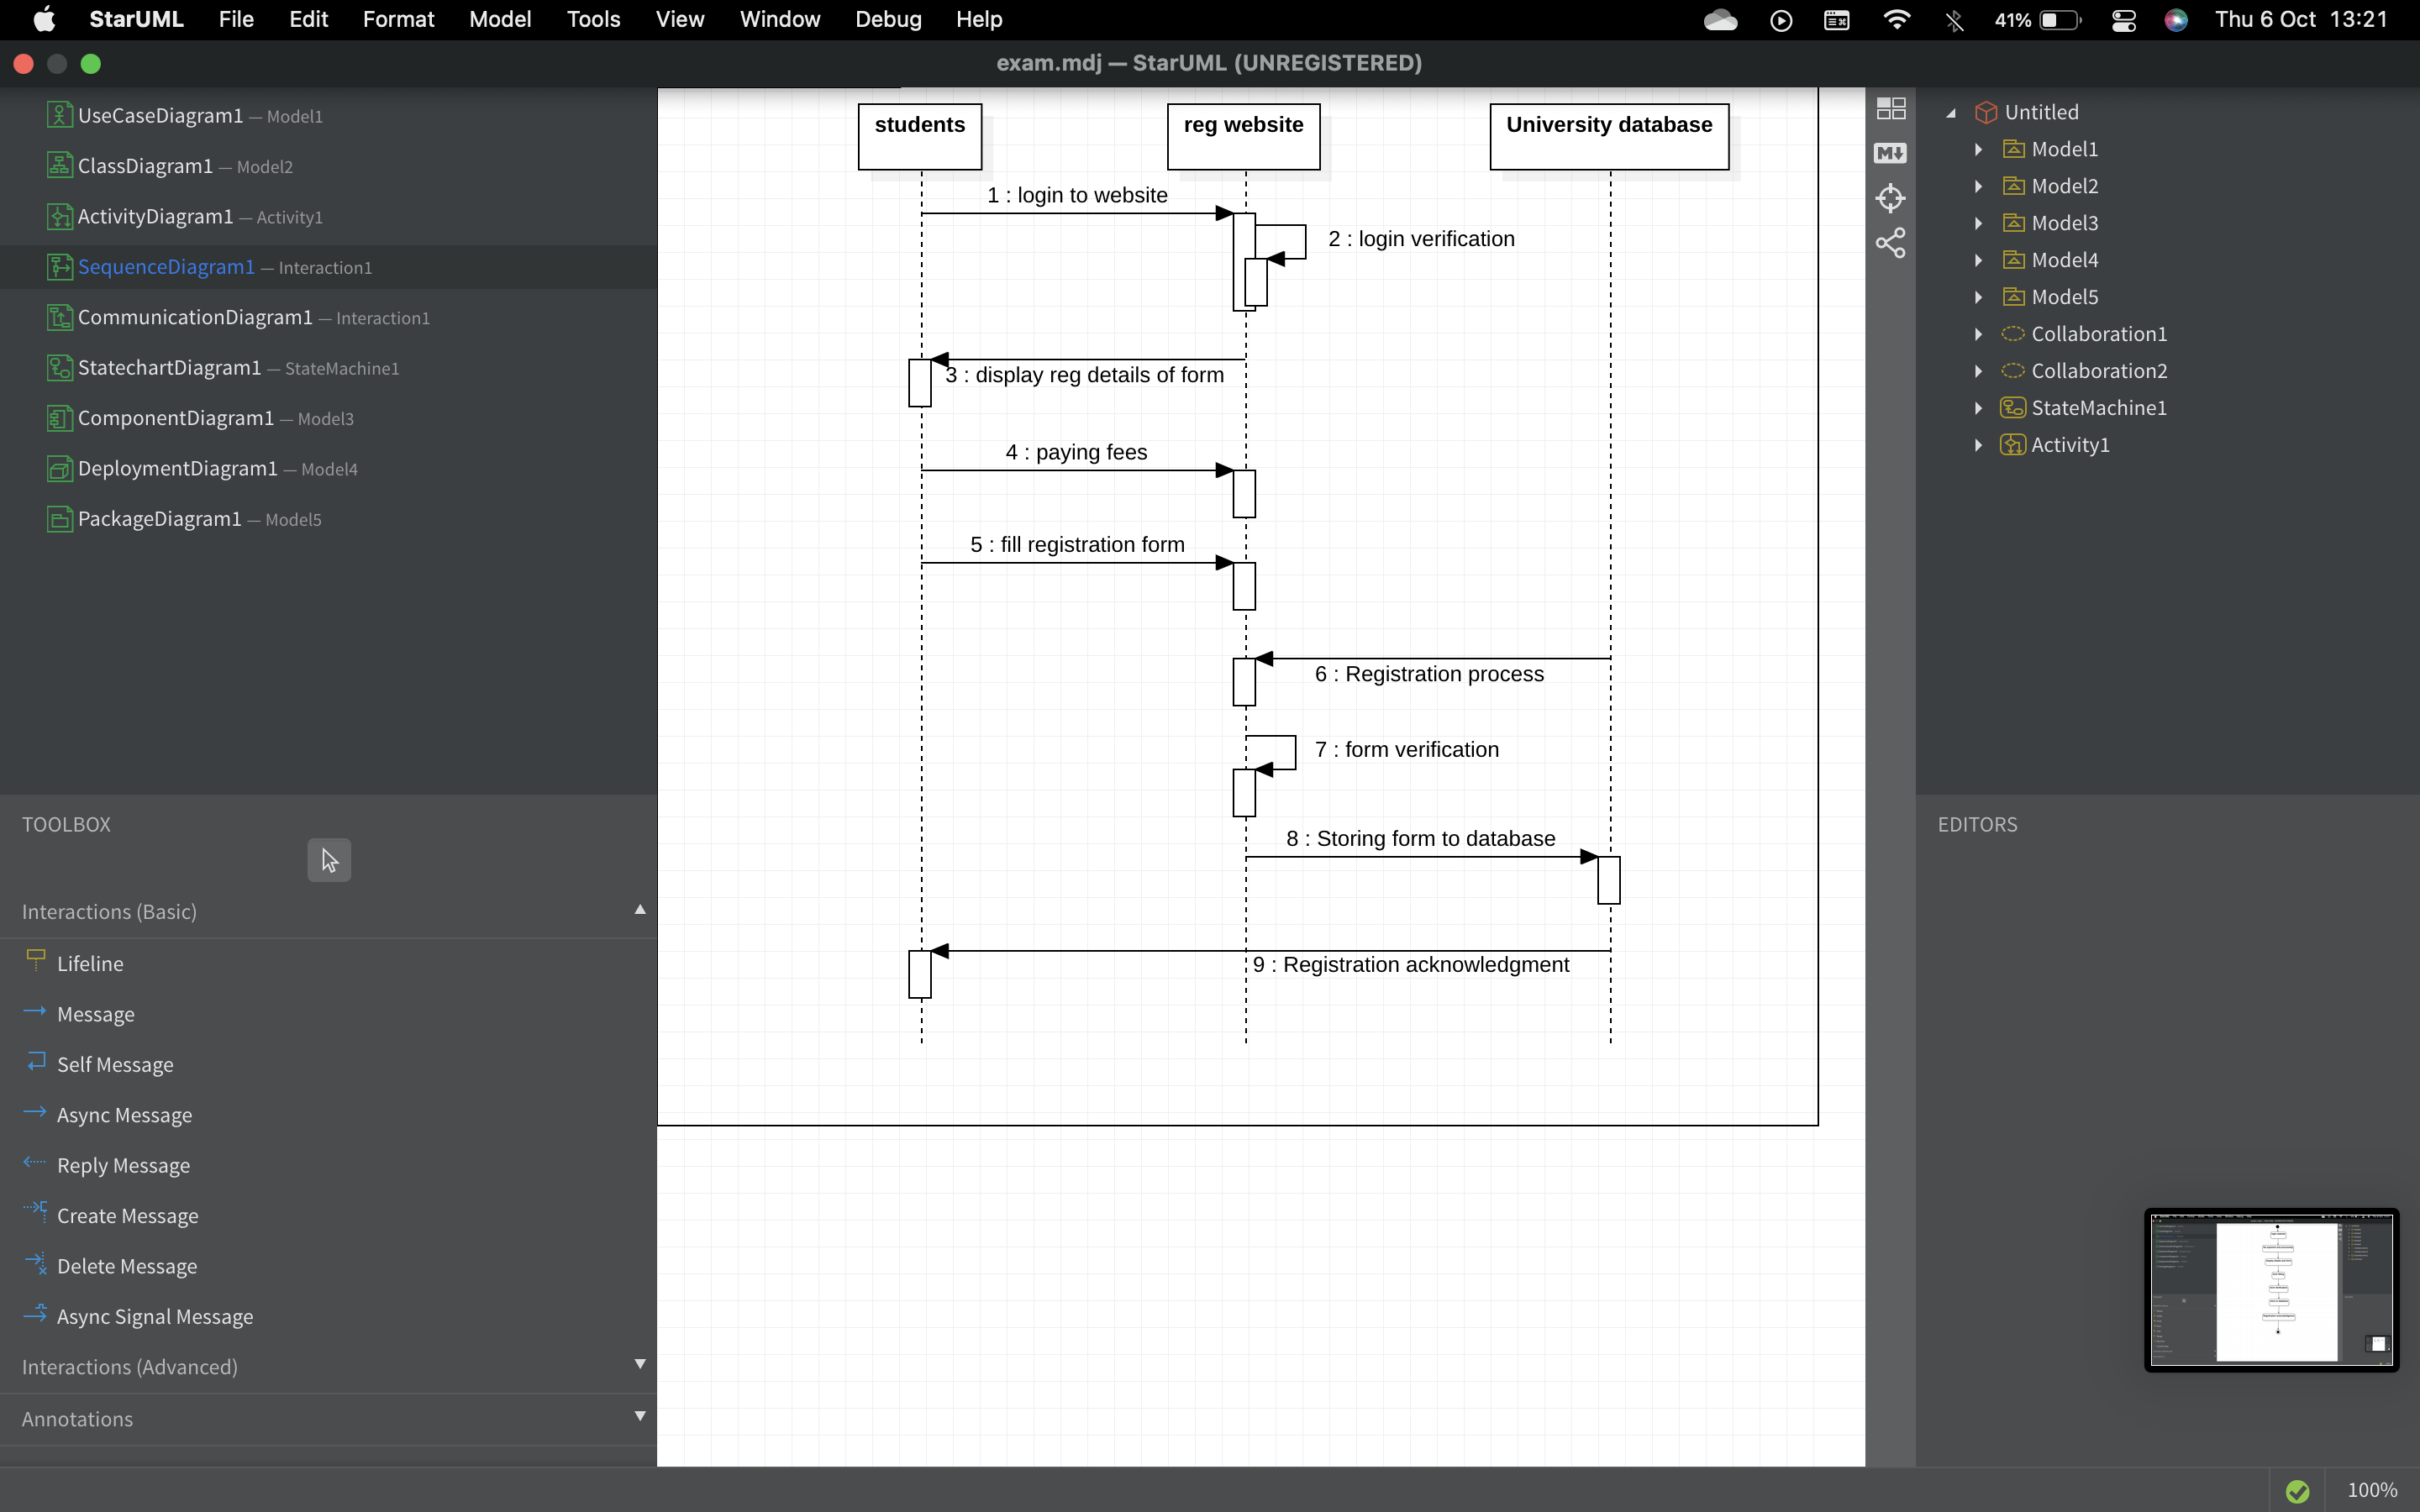 StarUML File Edit Format Model Tools View Window Debug Help 41% Thu 6 Oct 13:21
exam.mdj — StarUML (UNREGISTERED)
UseCaseDiagram1 — Model1
ClassDiagram1 — Model2
ActivityDiagram1 — Activity1
SequenceDiagram1 — Interaction1
CommunicationDiagram1 — Interaction1
StatechartDiagram1 — StateMachine1
ComponentDiagram1 — Model3
DeploymentDiagram1 — Model4
PackageDiagram1 — Model5
TOOLBOX
Interactions (Basic)
Lifeline
Message
Self Message
Async Message
Reply Message
Create Message
Delete Message
Async Signal Message
Interactions (Advanced)
Annotations
students
reg website
University database
1 : login to website
2 : login verification
3 : display reg details of form
4 : paying fees
5 : fill registration form
6 : Registration process
7 : form verification
8 : Storing form to database
9 : Registration acknowledgment
M
Untitled
Model1
Model2
Model3
Model4
Model5
Collaboration1
Collaboration2
StateMachine1
Activity1
EDITORS
100%